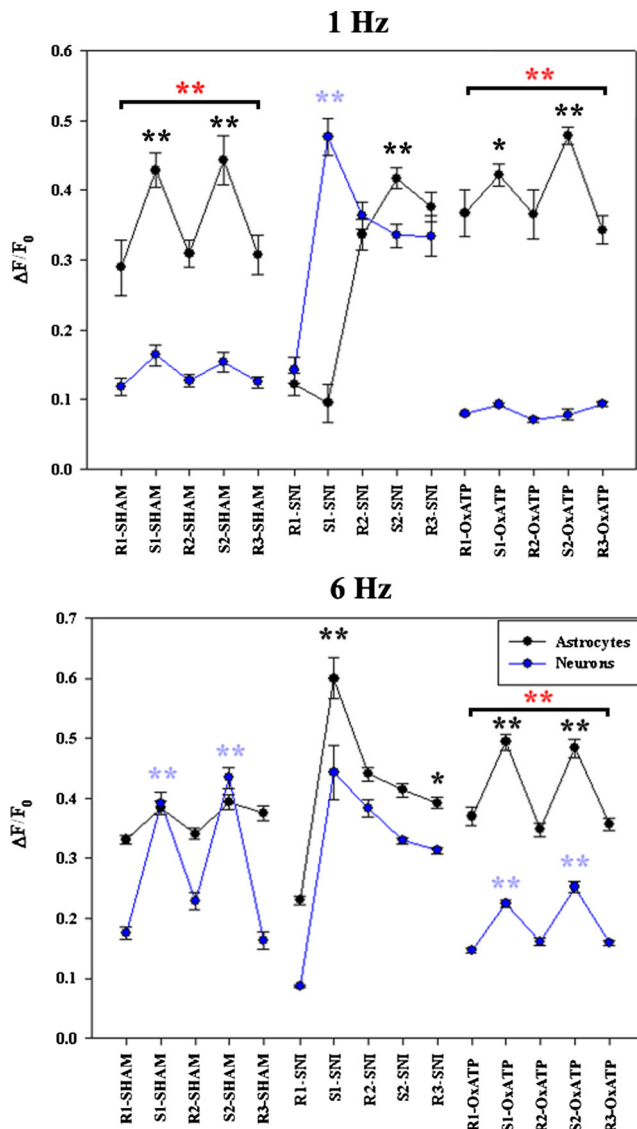 1 Hz
0.6
0.5
0.4
0.3
0.2
0.1
0.0
ΔF/F0
** ** **
** ** ** * **
R1-SHAM
S1-SHAM
R2-SHAM
S2-SHAM
R3-SHAM
R1-SNI
S1-SNI
R2-SNI
S2-SNI
R3-SNI
R1-OxATP
S1-OxATP
R2-OxATP
S2-OxATP
R3-OxATP
6 Hz
0.7
0.6
0.5
0.4
0.3
0.2
0.1
0.0
ΔF/F0
Astrocytes
Neurons
** **
** ** ** **
*
** **
R1-SHAM
S1-SHAM
R2-SHAM
S2-SHAM
R3-SHAM
R1-SNI
S1-SNI
R2-SNI
S2-SNI
R3-SNI
R1-OxATP
S1-OxATP
R2-OxATP
S2-OxATP
R3-OxATP